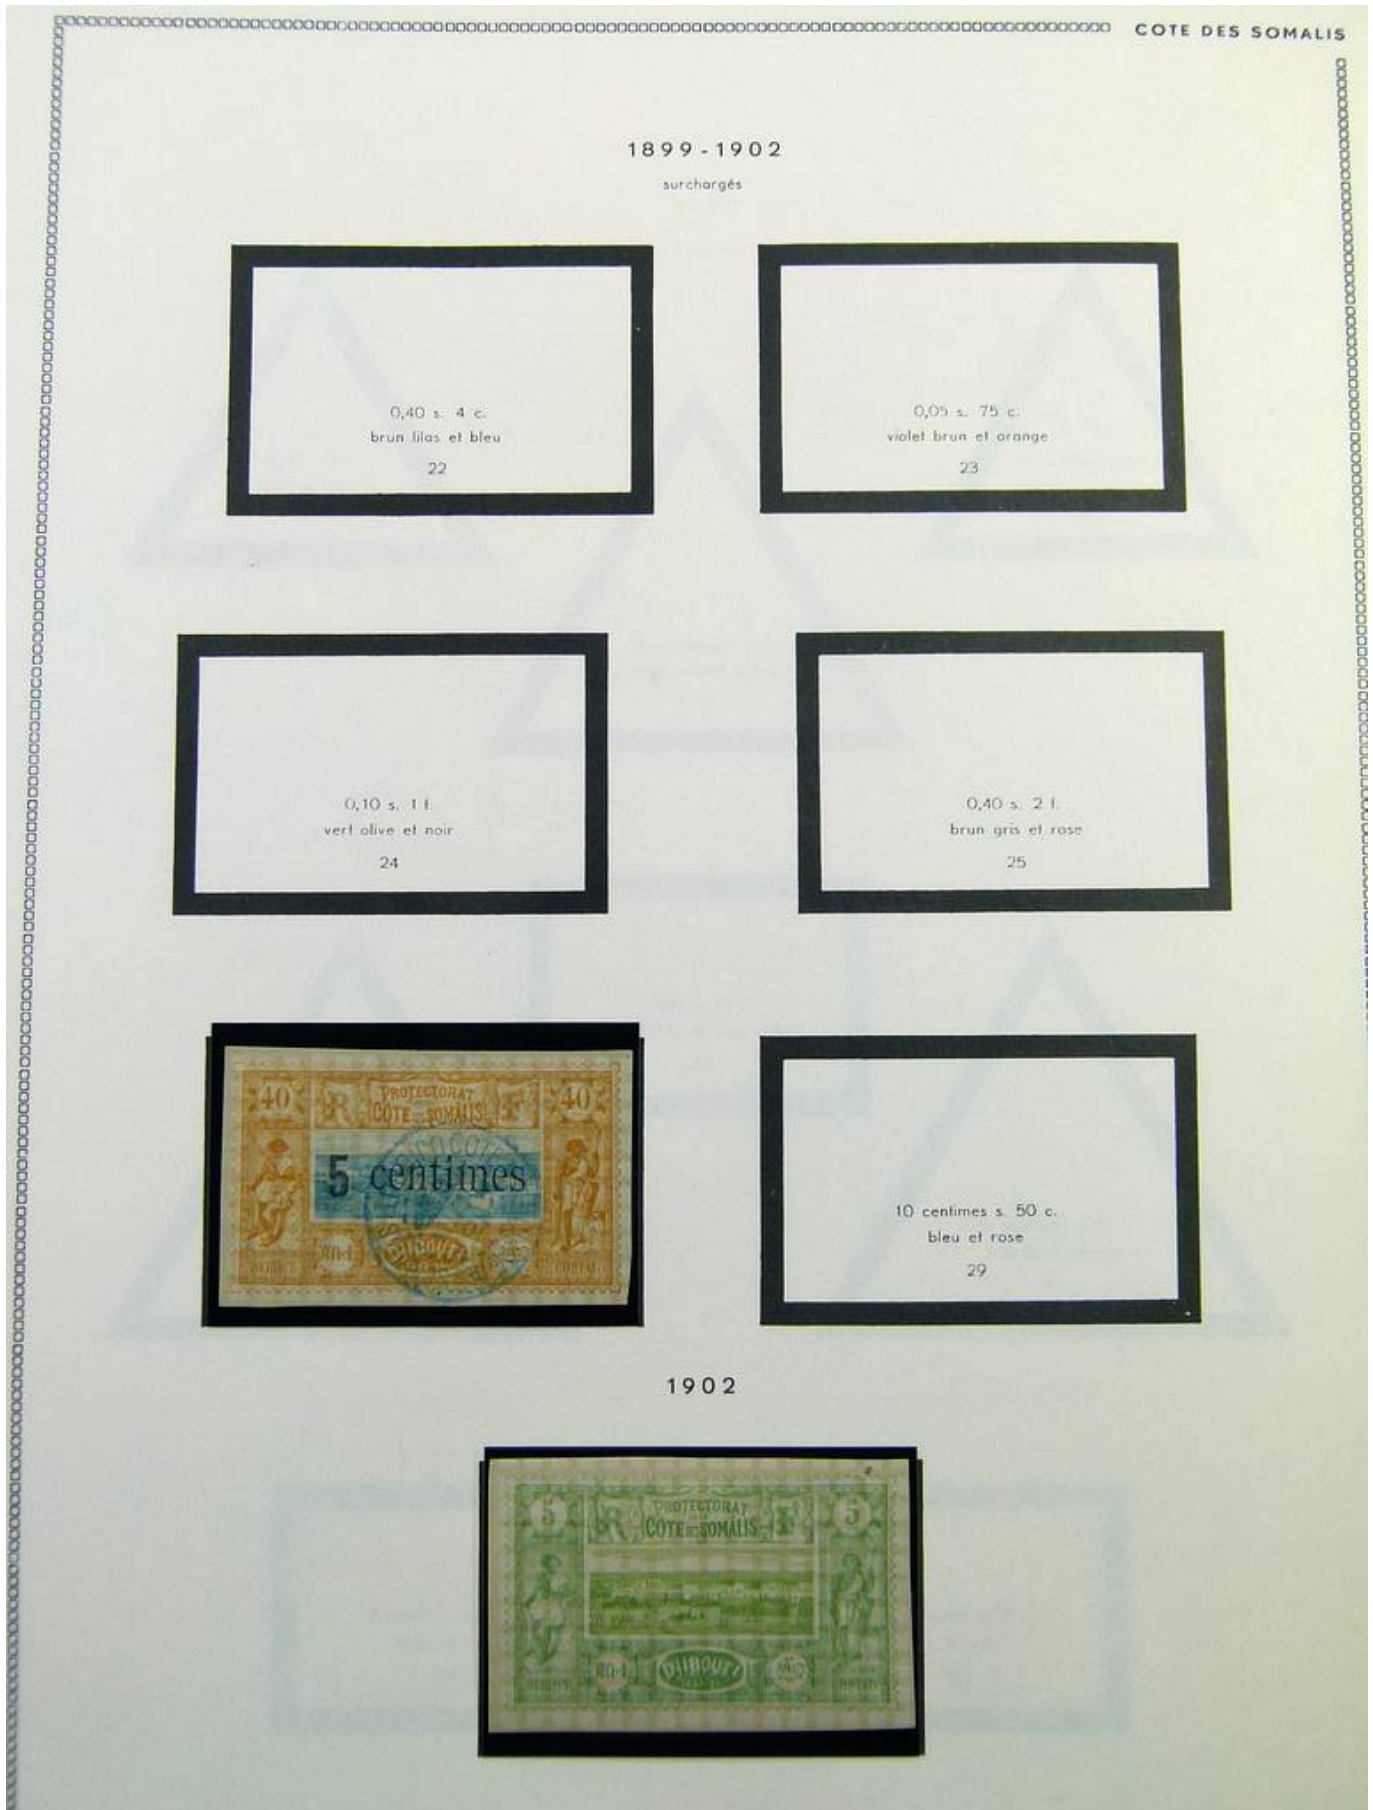 COTE DES SOMALIS
1899-1902
surchargés
0,40 s. 4 c.
brun lilas et bleu
22
0,05 s. 75 c.
violet brun et orange
23
0,10 s. 1 f.
vert olive et noir
24
0,40 s. 2 f.
brun gris et rose
25
40
R
PROTECTORAT
CÔTE DES SOMALIS
F
40
5 centimes
DJIBOUTI
10 centimes s. 50 c.
bleu et rose
29
1902
5
R
PROTECTORAT
CÔTE DES SOMALIS
F
5
DJIBOUTI